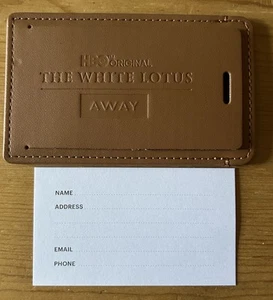 HBO ORIGINAL
THE WHITE LOTUS
AWAY
NAME
ADDRESS
EMAIL
PHONE